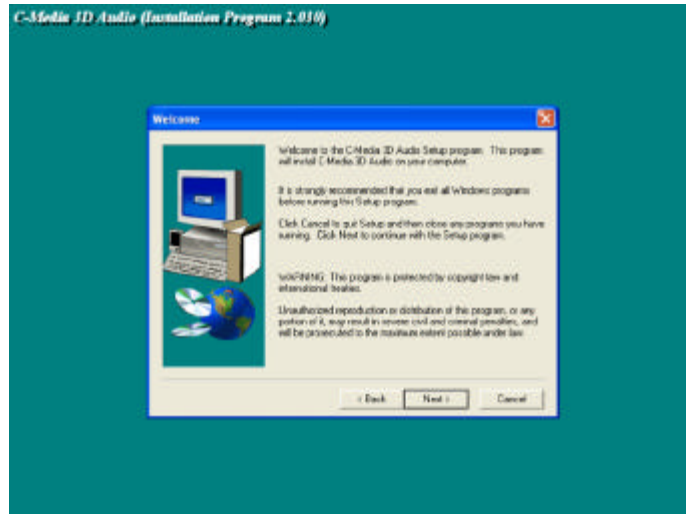 C-Media 3D Audio (Installation Program 2.030)
Welcome
Welcome to the C-Media 3D Audio Setup program. This program
will install C-Media 3D Audio on your computer.
It is strongly recommended that you exit all Windows programs
before running this Setup program.
Click Cancel to quit Setup and then close any programs you have
running. Click Next to continue with the Setup program.
WARNING: This program is protected by copyright law and
international treaties.
Unauthorized reproduction or distribution of this program, or any
portion of it, may result in severe civil and criminal penalties, and
will be prosecuted to the maximum extent possible under law.
< Back
Next >
Cancel